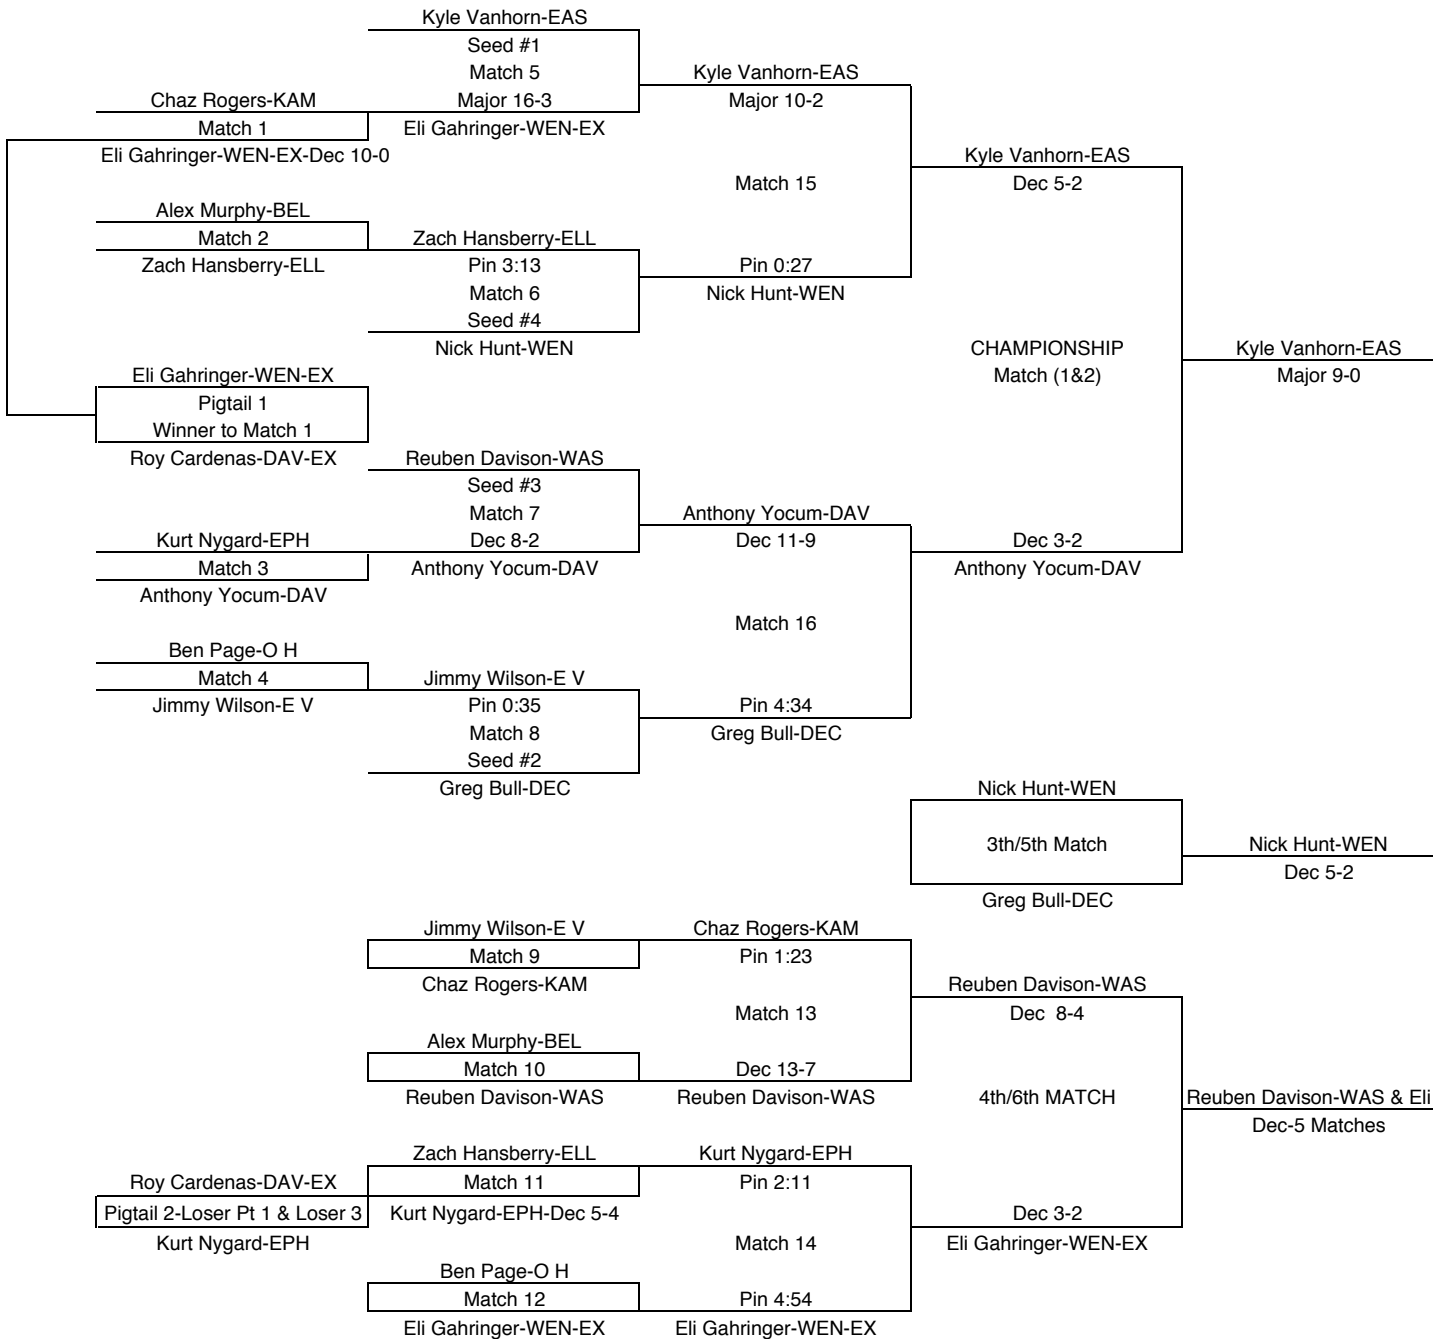 Kyle Vanhorn-EAS
Seed #1
Match 5
Major 16-3
Eli Gahringer-WEN-EX
Chaz Rogers-KAM
Match 1
Eli Gahringer-WEN-EX-Dec 10-0
Kyle Vanhorn-EAS
Major 10-2
Match 15
Pin 0:27
Nick Hunt-WEN
Kyle Vanhorn-EAS
Dec 5-2
Alex Murphy-BEL
Match 2
Zach Hansberry-ELL
Zach Hansberry-ELL
Pin 3:13
Match 6
Seed #4
Nick Hunt-WEN
CHAMPIONSHIP
Match (1&2)
Kyle Vanhorn-EAS
Major 9-0
Eli Gahringer-WEN-EX
Pigtail 1
Winner to Match 1
Roy Cardenas-DAV-EX
Reuben Davison-WAS
Seed #3
Match 7
Dec 8-2
Anthony Yocum-DAV
Kurt Nygard-EPH
Match 3
Anthony Yocum-DAV
Anthony Yocum-DAV
Dec 11-9
Match 16
Pin 4:34
Greg Bull-DEC
Dec 3-2
Anthony Yocum-DAV
Ben Page-O H
Match 4
Jimmy Wilson-E V
Jimmy Wilson-E V
Pin 0:35
Match 8
Seed #2
Greg Bull-DEC
Nick Hunt-WEN
3th/5th Match
Greg Bull-DEC
Nick Hunt-WEN
Dec 5-2
Jimmy Wilson-E V
Match 9
Chaz Rogers-KAM
Chaz Rogers-KAM
Pin 1:23
Match 13
Dec 13-7
Reuben Davison-WAS
Reuben Davison-WAS
Dec  8-4
Alex Murphy-BEL
Match 10
Reuben Davison-WAS
4th/6th MATCH
Reuben Davison-WAS & Eli
Dec-5 Matches
Zach Hansberry-ELL
Match 11
Kurt Nygard-EPH-Dec 5-4
Roy Cardenas-DAV-EX
Pigtail 2-Loser Pt 1 & Loser 3
Kurt Nygard-EPH
Kurt Nygard-EPH
Pin 2:11
Match 14
Pin 4:54
Eli Gahringer-WEN-EX
Dec 3-2
Eli Gahringer-WEN-EX
Ben Page-O H
Match 12
Eli Gahringer-WEN-EX